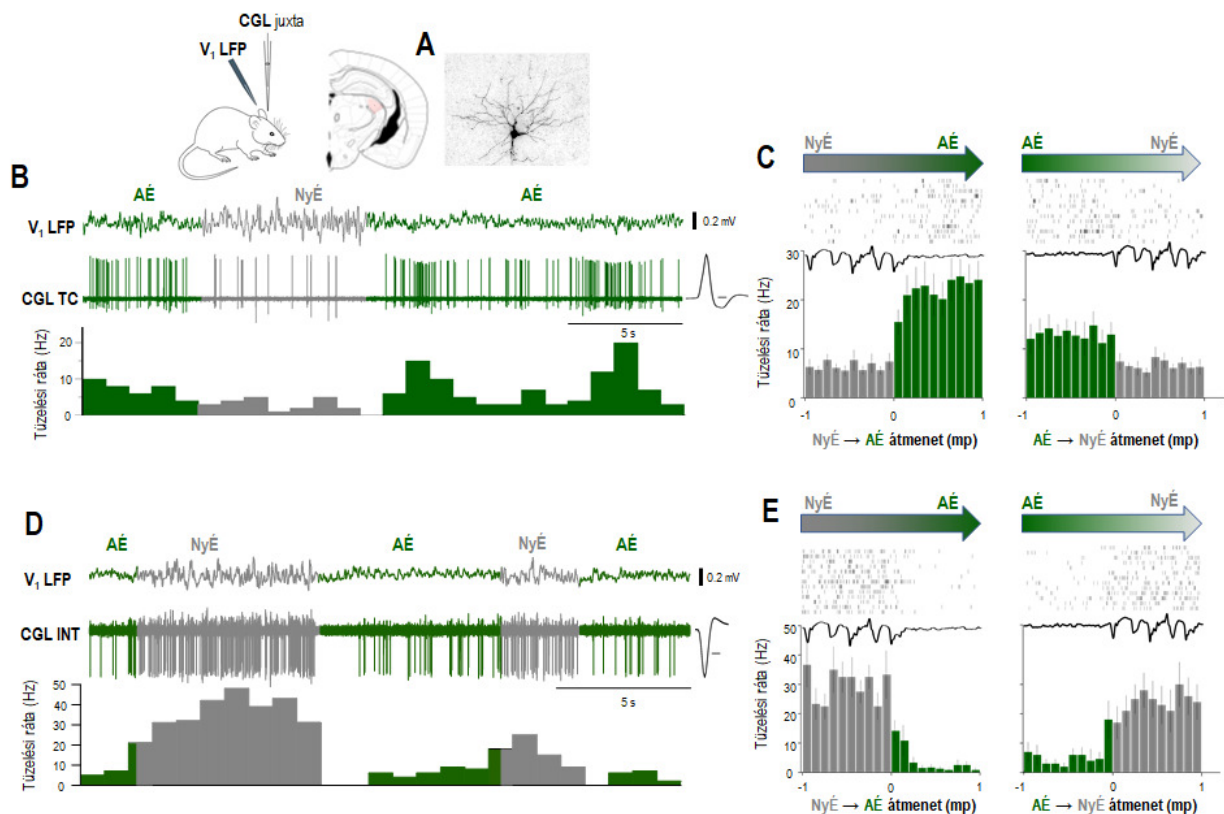 CGL juxta
V1 LFP
A
B
AÉ NyÉ AÉ
V1 LFP
0.2 mV
CGL TC
5 s
Tüzelési ráta (Hz)
20
10
0
C
NyÉ AÉ
AÉ NyÉ
Tüzelési ráta (Hz)
30
20
10
0
-1 0 1
-1 0 1
NyÉ → AÉ átmenet (mp)
AÉ → NyÉ átmenet (mp)
D
AÉ NyÉ AÉ NyÉ AÉ
V1 LFP
0.2 mV
CGL INT
5 s
Tüzelési ráta (Hz)
50
40
30
20
10
0
E
NyÉ AÉ
AÉ NyÉ
Tüzelési ráta (Hz)
50
40
30
20
10
0
-1 0 1
-1 0 1
NyÉ → AÉ átmenet (mp)
AÉ → NyÉ átmenet (mp)